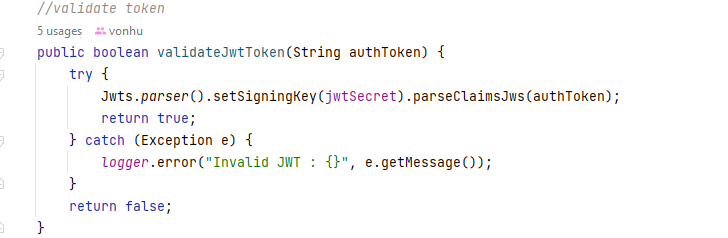 //validate token
5 usages vonhu
public boolean validateJwtToken(String authToken) {
try {
Jwts.parser().setSigningKey(jwtSecret).parseClaimsJws(authToken);
return true;
} catch (Exception e) {
logger.error("Invalid JWT : {}", e.getMessage());
}
return false;
}